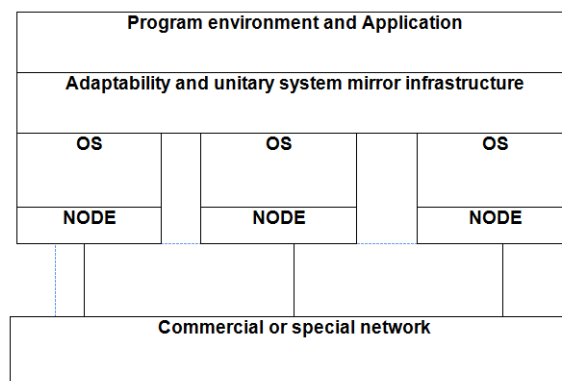 Program environment and Application
Adaptability and unitary system mirror infrastructure
OS OS OS
NODE NODE NODE
Commercial or special network